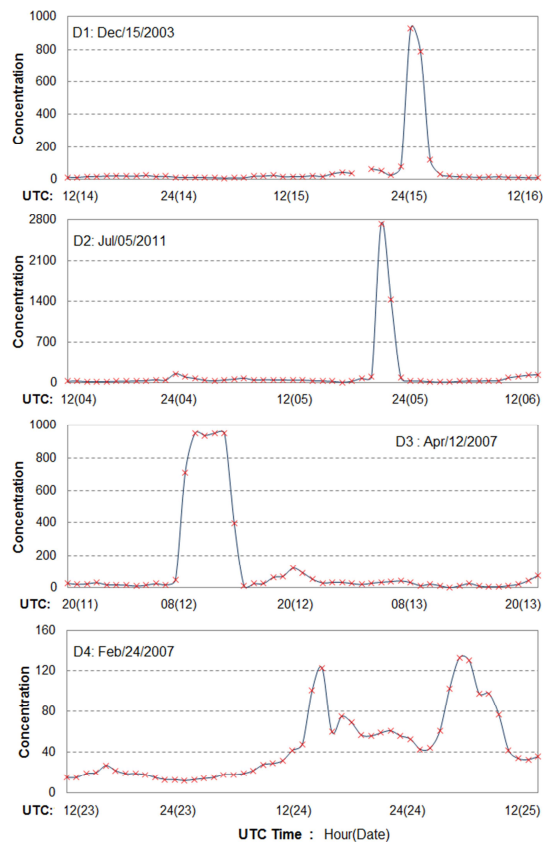 1000
D1: Dec/15/2003
800
600
400
200
0
Concentration
UTC: 12(14) 24(14) 12(15) 24(15) 12(16)
2800
D2: Jul/05/2011
2100
1400
700
0
Concentration
UTC: 12(04) 24(04) 12(05) 24(05) 12(06)
1000
D3 : Apr/12/2007
800
600
400
200
0
Concentration
UTC: 20(11) 08(12) 20(12) 08(13) 20(13)
160
D4: Feb/24/2007
120
80
40
0
Concentration
UTC: 12(23) 24(23) 12(24) 24(24) 12(25)
UTC Time : Hour(Date)